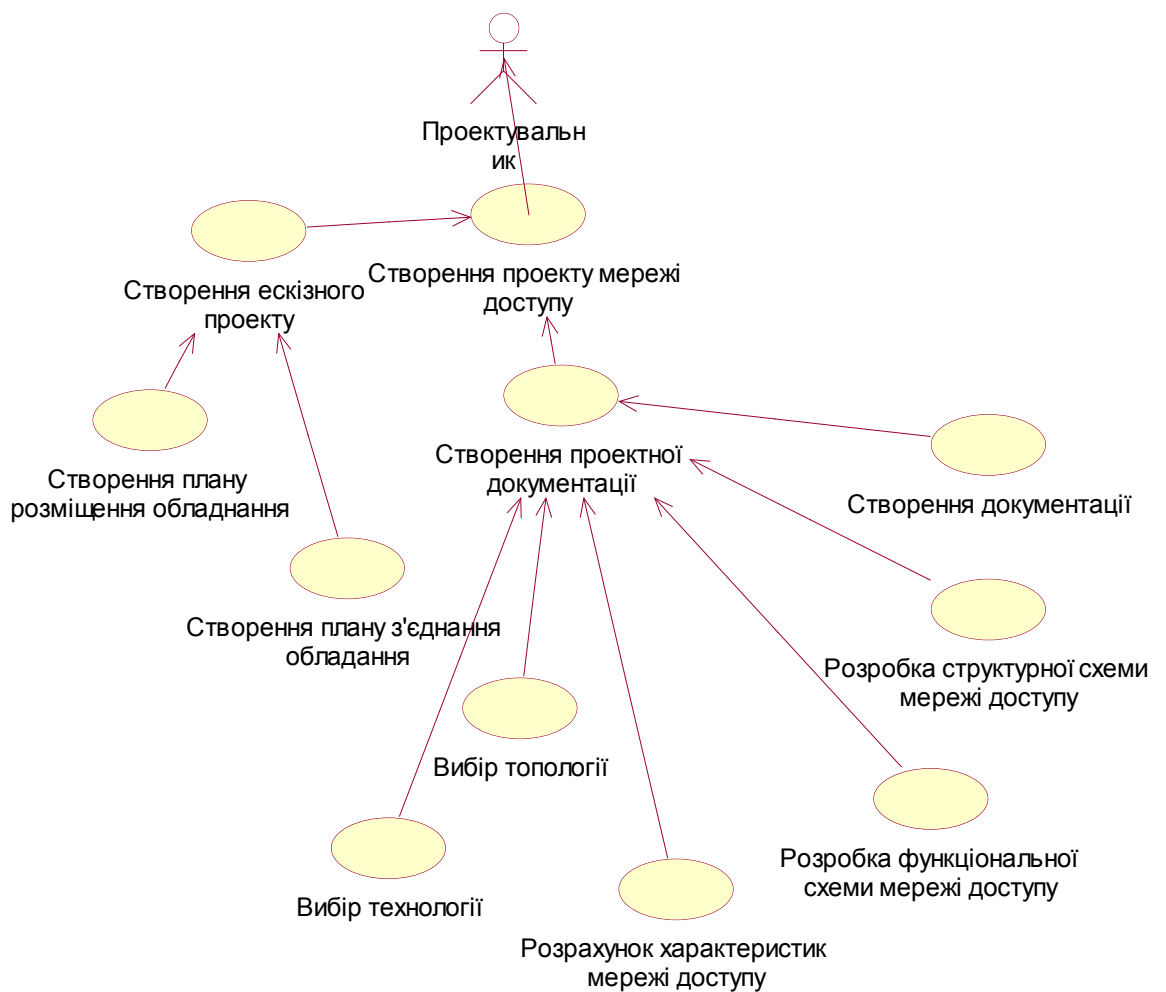 Проектувальн
ик
Створення проекту мережі
доступу
Створення ескізного
проекту
Створення проектної
документації
Створення плану
розміщення обладнання
Створення документації
Створення плану з'єднання
обладання
Розробка структурної схеми
мережі доступу
Вибір топології
Розробка функціональної
схеми мережі доступу
Вибір технології
Розрахунок характеристик
мережі доступу